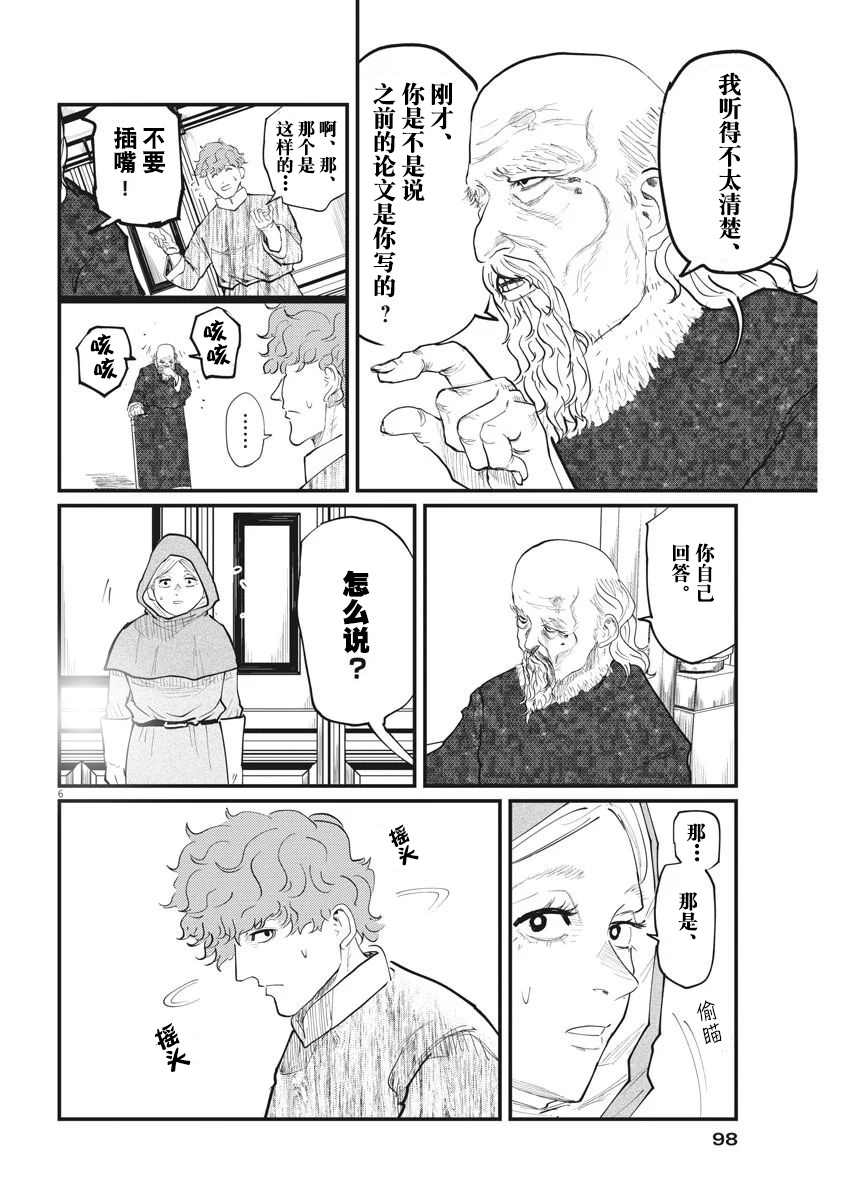 我听得不太清楚、
刚才、
你是不是说
之前的论文是你写的？
啊、那、
那个是
这样的…
不要
插嘴！
咳咳
咳咳
……
你自己
回答。
怎么说？
6
那…
那是、
偷瞄
摇头
摇头
98